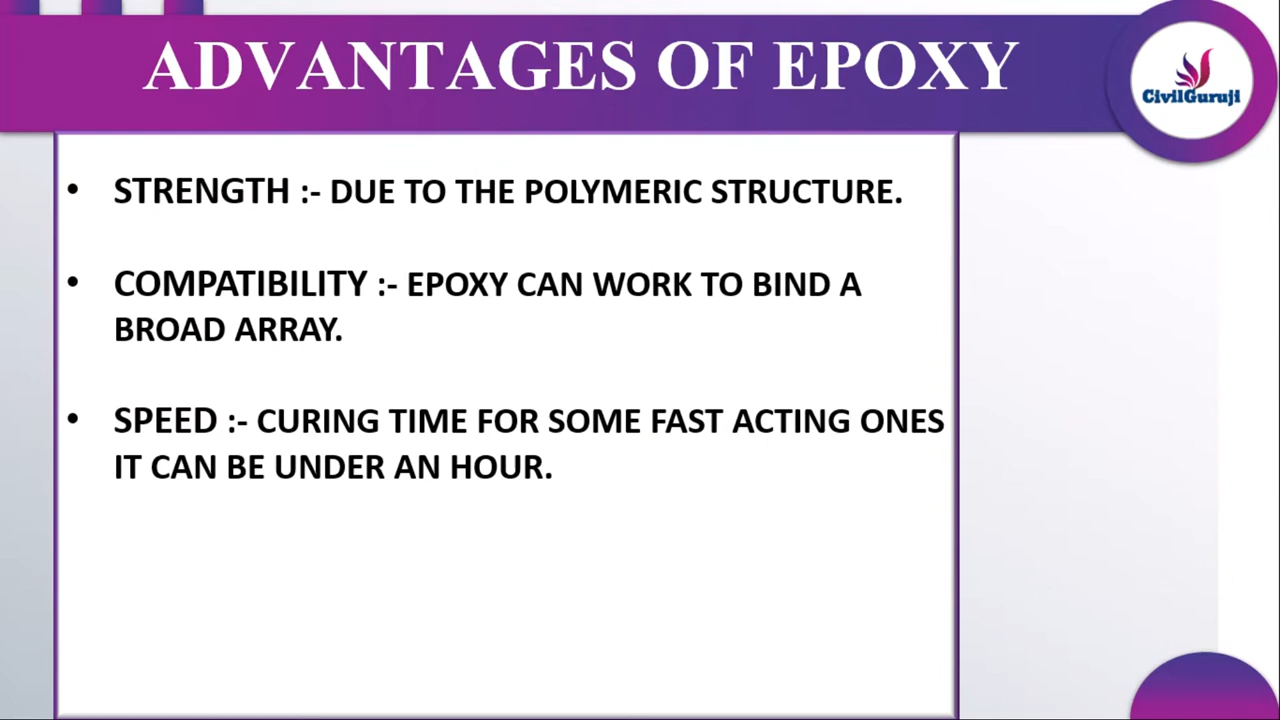 ADVANTAGES OF EPOXY
CivilGuruji
• STRENGTH :- DUE TO THE POLYMERIC STRUCTURE.
• COMPATIBILITY :- EPOXY CAN WORK TO BIND A
BROAD ARRAY.
• SPEED :- CURING TIME FOR SOME FAST ACTING ONES
IT CAN BE UNDER AN HOUR.